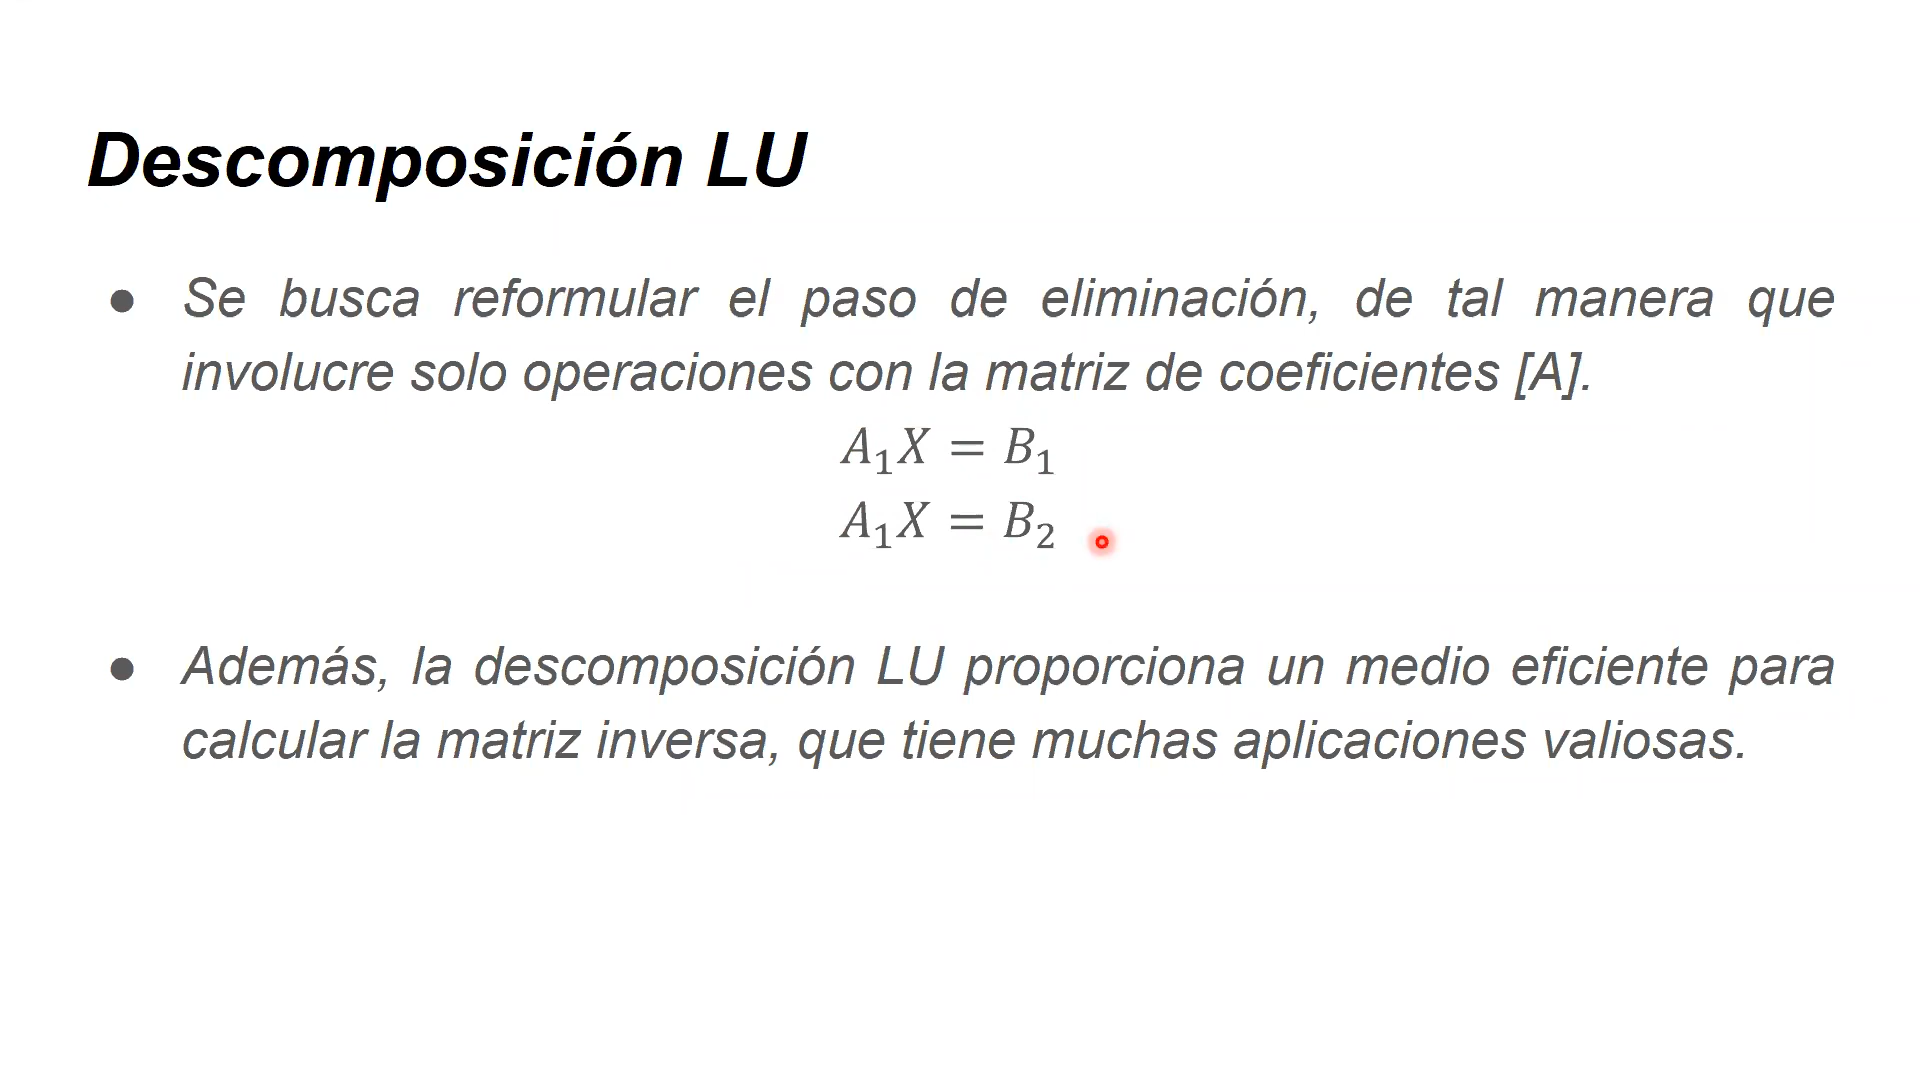 Descomposición LU
● Se busca reformular el paso de eliminación, de tal manera que
involucre solo operaciones con la matriz de coeficientes [A].
A₁X = B₁
A₁X = B₂
● Además, la descomposición LU proporciona un medio eficiente para
calcular la matriz inversa, que tiene muchas aplicaciones valiosas.